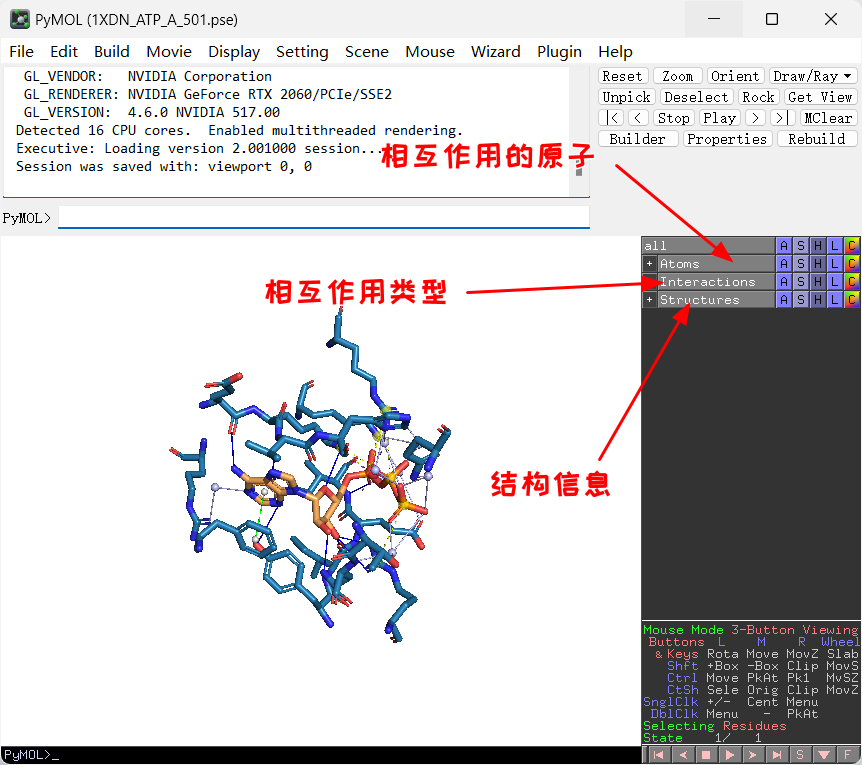 PyMOL (1XDN_ATP_A_501.pse)
File Edit Build Movie Display Setting Scene Mouse Wizard Plugin Help
GL_VENDOR: NVIDIA Corporation
GL_RENDERER: NVIDIA GeForce RTX 2060/PCIe/SSE2
GL_VERSION: 4.6.0 NVIDIA 517.00
Detected 16 CPU cores. Enabled multithreaded rendering.
Executive: Loading version 2.001000 session...
Session was saved with: viewport 0, 0
PyMOL>
Reset Zoom Orient Draw/Ray
Unpick Deselect Rock Get View
|< < Stop Play > >| MClear
Builder Properties Rebuild
相互作用的原子
all A S H L C
+ Atoms A S H L C
Interactions A S H L C
+ Structures A S H L C
相互作用类型
结构信息
Mouse Mode 3-Button Viewing
Buttons L M R Wheel
& Keys Rota Move MovZ Slab
Shft +Box -Box Clip MovS
Ctrl Move PkAt Pk1 MvSZ
CtSh Sele Orig Clip MovZ
SnglClk +/- Cent Menu
DblClk Menu - PkAt
Selecting Residues
State 1/ 1
PyMOL>_
S F